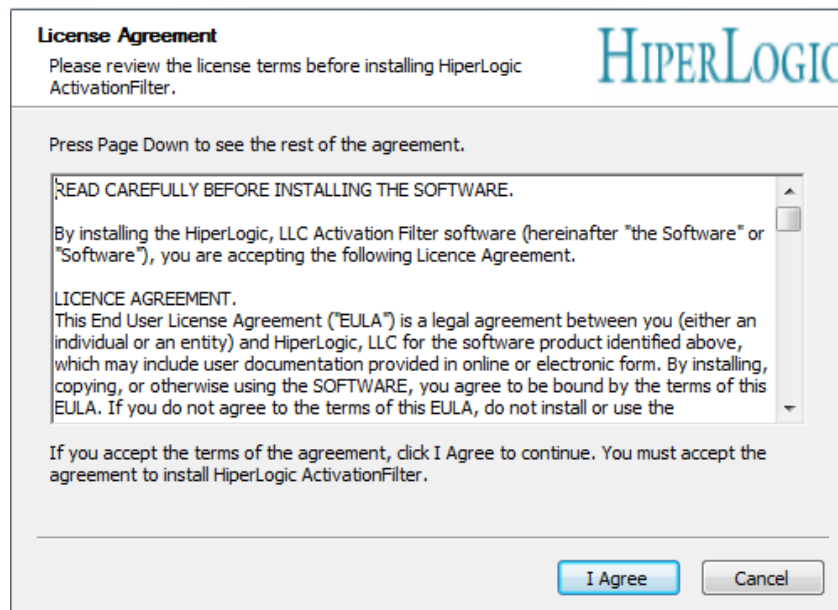 License Agreement
Please review the license terms before installing HiperLogic
ActivationFilter.
HIPERLOGIC
Press Page Down to see the rest of the agreement.
READ CAREFULLY BEFORE INSTALLING THE SOFTWARE.
By installing the HiperLogic, LLC Activation Filter software (hereinafter "the Software" or
"Software"), you are accepting the following Licence Agreement.
LICENCE AGREEMENT.
This End User License Agreement ("EULA") is a legal agreement between you (either an
individual or an entity) and HiperLogic, LLC for the software product identified above,
which may include user documentation provided in online or electronic form. By installing,
copying, or otherwise using the SOFTWARE, you agree to be bound by the terms of this
EULA. If you do not agree to the terms of this EULA, do not install or use the
If you accept the terms of the agreement, click I Agree to continue. You must accept the
agreement to install HiperLogic ActivationFilter.
I Agree
Cancel